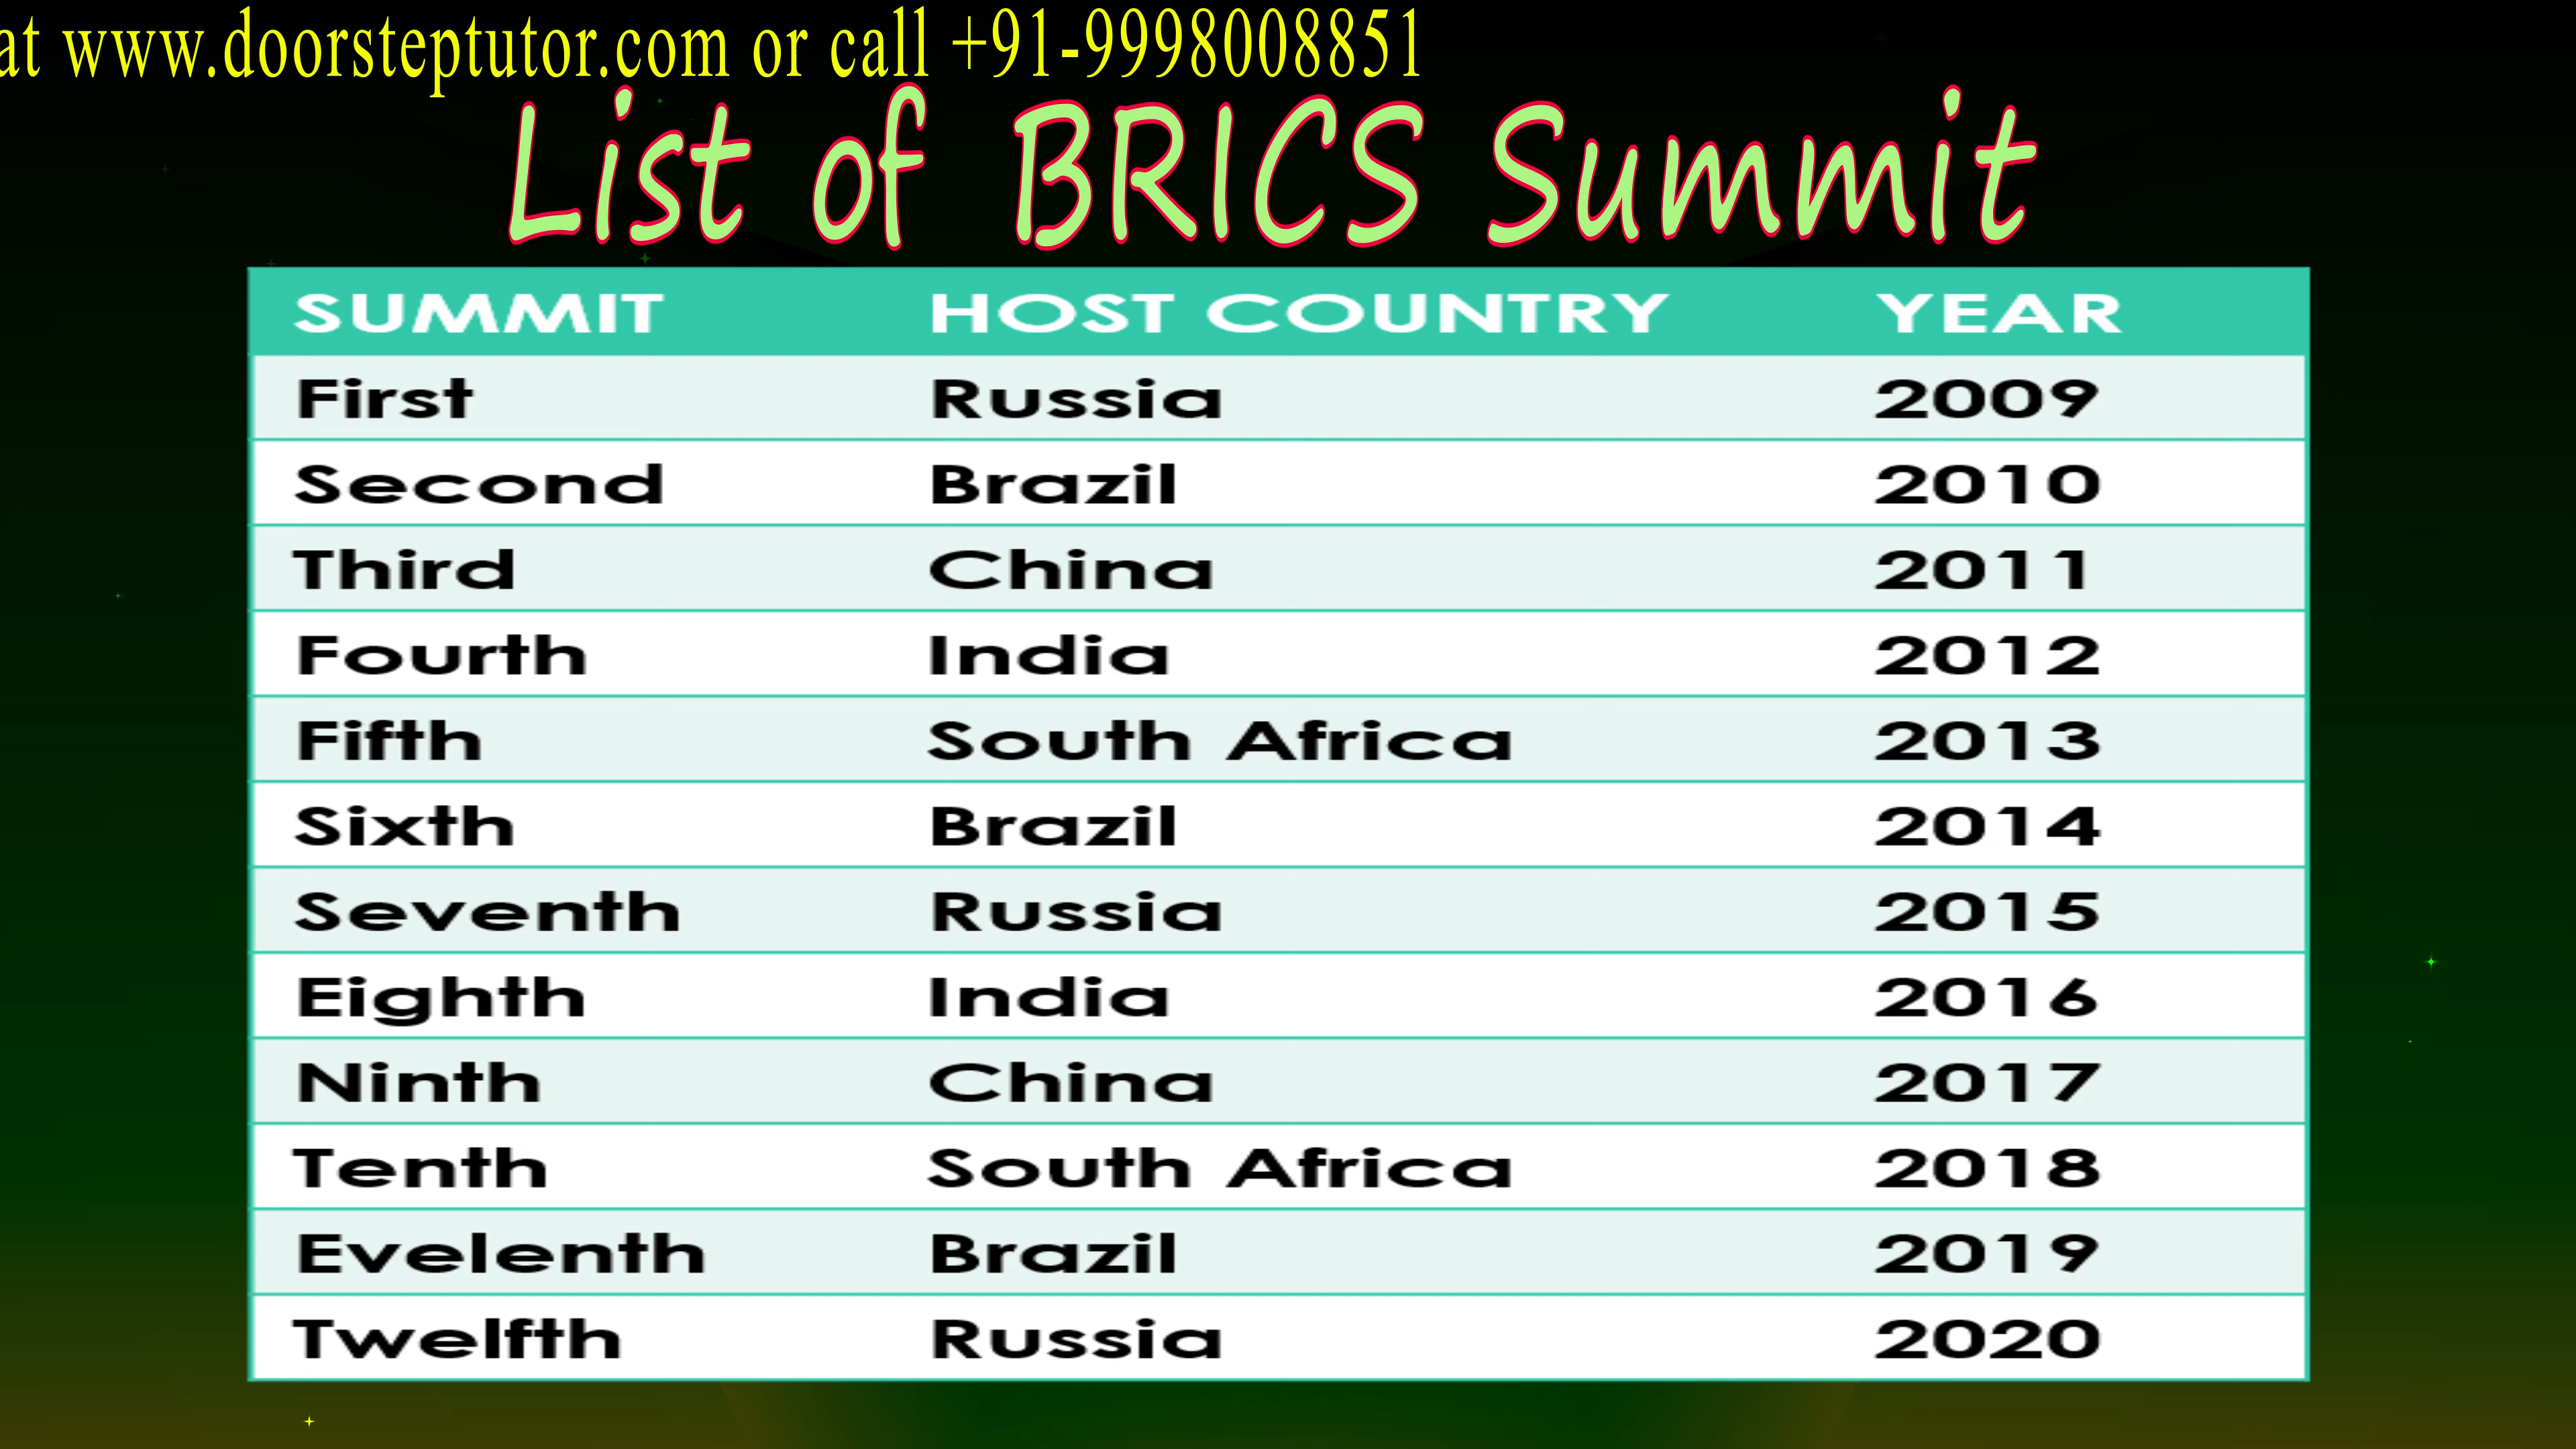 at www.doorsteptutor.com or call +91-9998008851
List of BRICS Summit
SUMMIT HOST COUNTRY YEAR
First Russia 2009
Second Brazil 2010
Third China 2011
Fourth India 2012
Fifth South Africa 2013
Sixth Brazil 2014
Seventh Russia 2015
Eighth India 2016
Ninth China 2017
Tenth South Africa 2018
Evelenth Brazil 2019
Twelfth Russia 2020